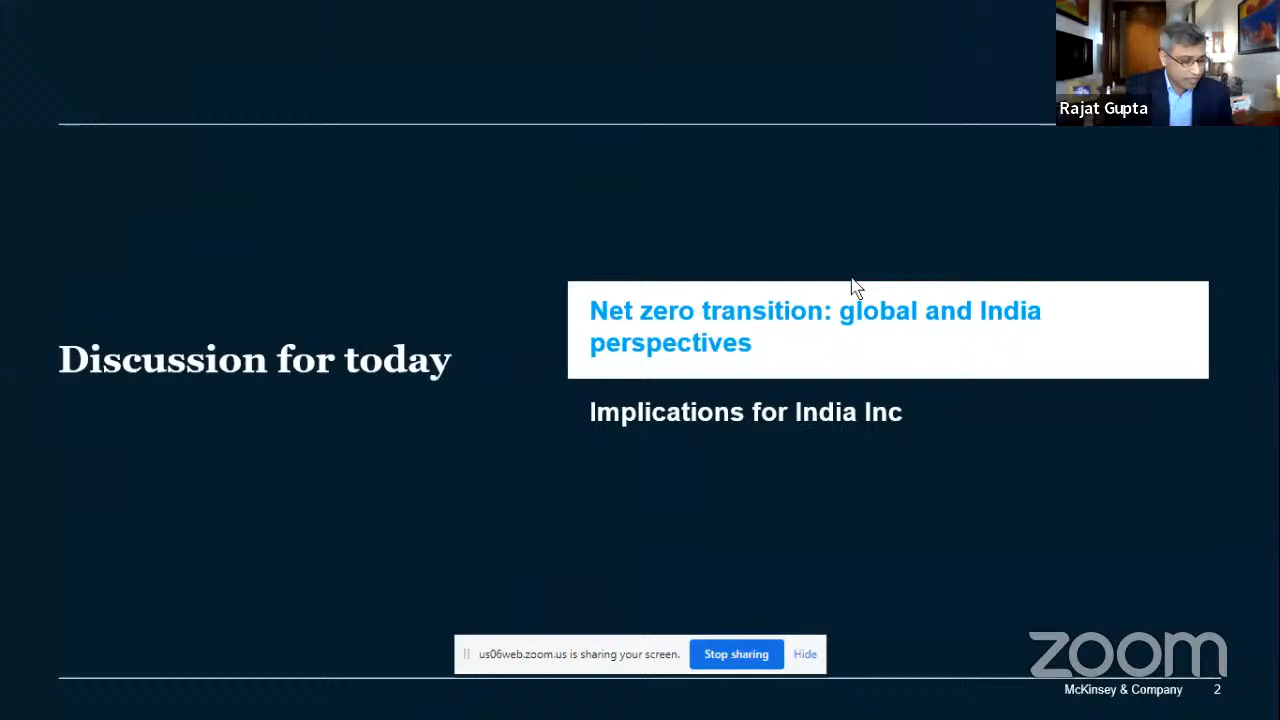 Rajat Gupta
Discussion for today
Net zero transition: global and India
perspectives
Implications for India Inc
us06web.zoom.us is sharing your screen.
Stop sharing
Hide
zoom
McKinsey & Company
2